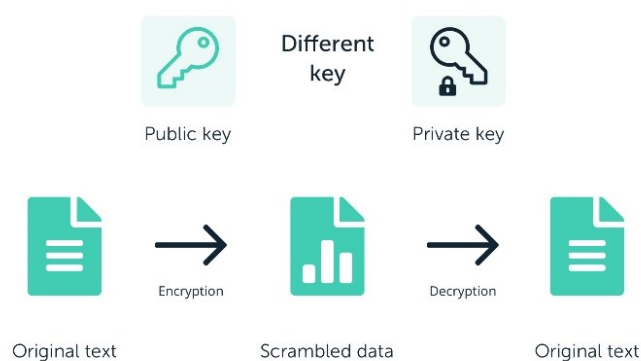 Different
key
Public key
Private key
Encryption
Decryption
Original text
Scrambled data
Original text